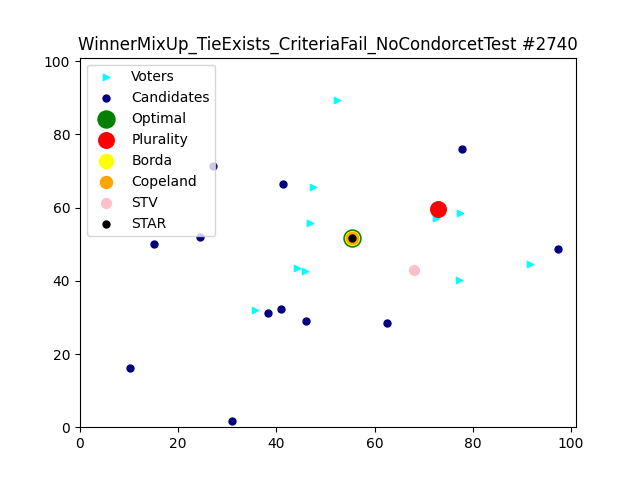 WinnerMixUp_TieExists_CriteriaFail_NoCondorcetTest #2740
Voters
Candidates
Optimal
Plurality
Borda
Copeland
STV
STAR
100
80
60
40
20
0
0 20 40 60 80 100